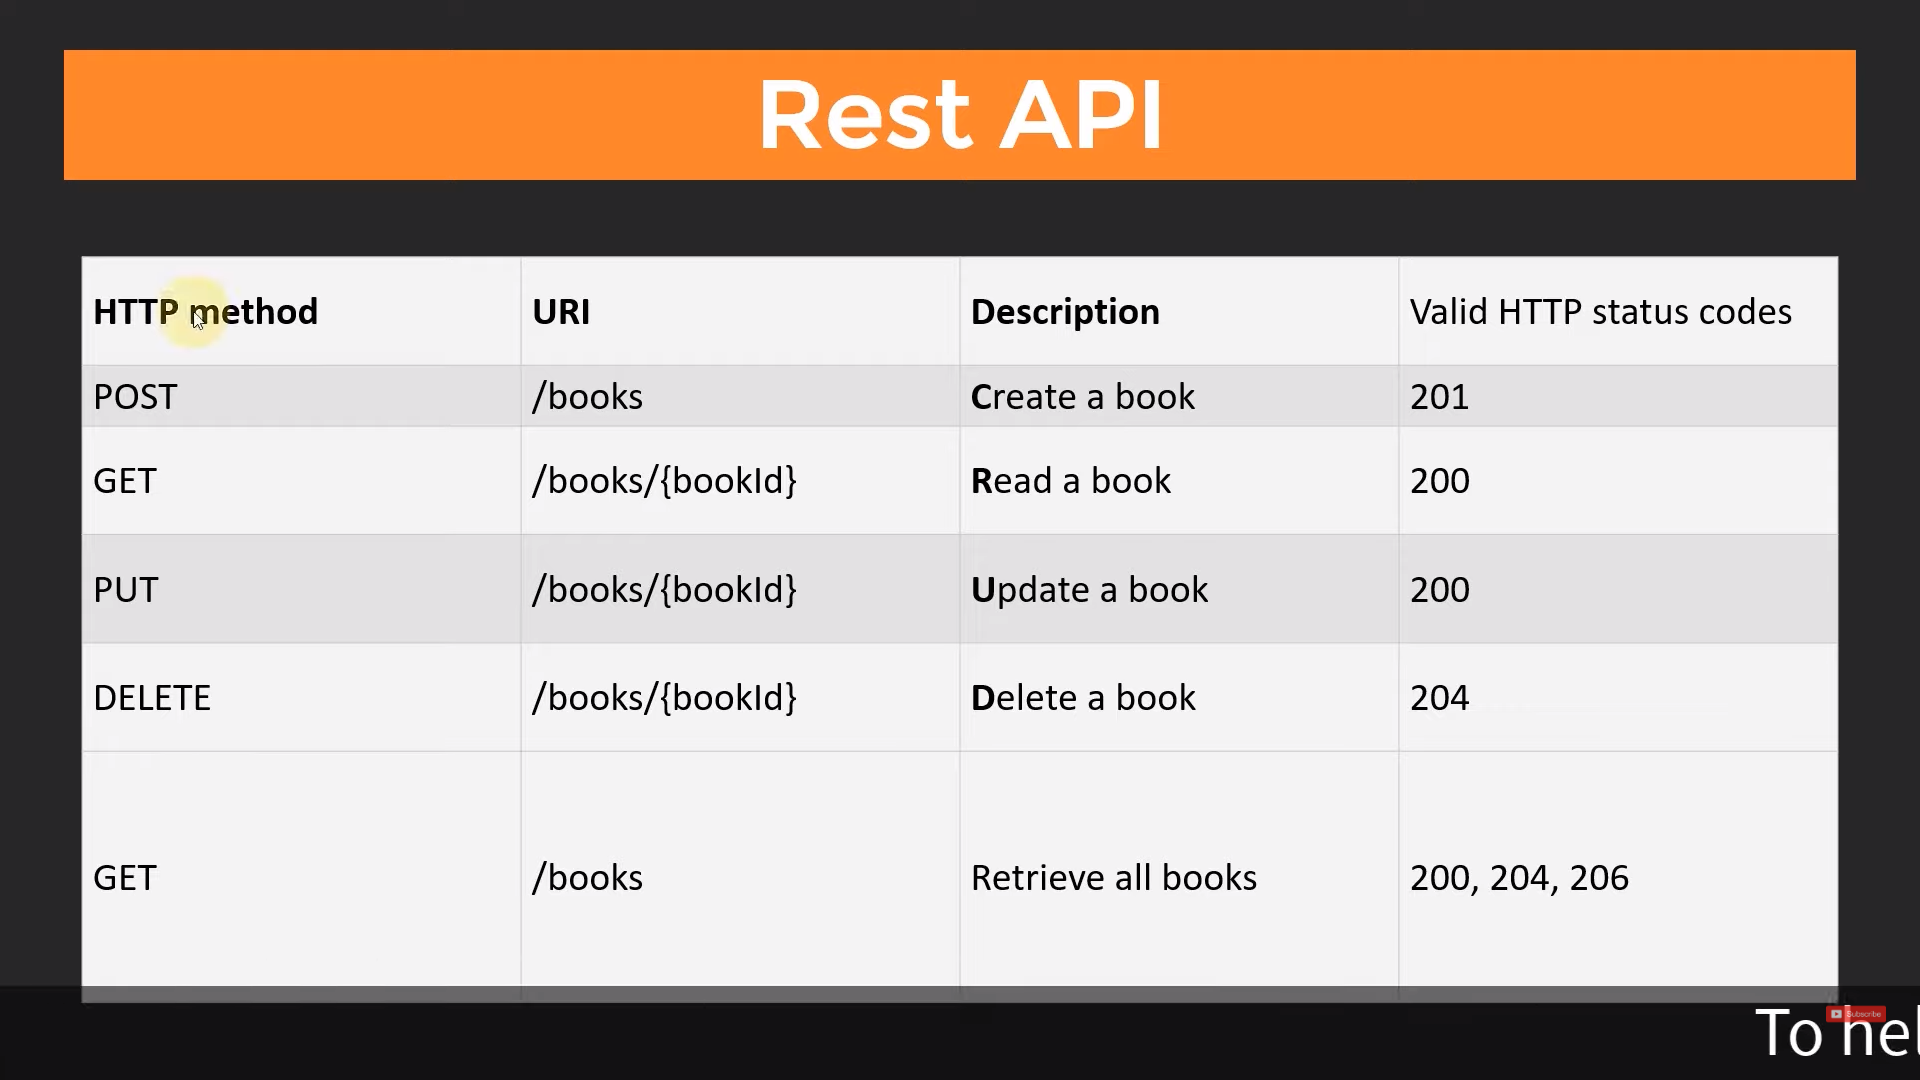 Rest API
HTTP method URI Description Valid HTTP status codes
POST /books Create a book 201
GET /books/{bookId} Read a book 200
PUT /books/{bookId} Update a book 200
DELETE /books/{bookId} Delete a book 204
GET /books Retrieve all books 200, 204, 206
Subscribe
To hel